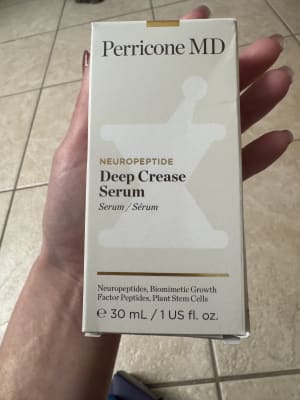 Perricone MD
NEUROPEPTIDE
Deep Crease
Serum
Serum / Sérum
Neuropeptides, Biomimetic Growth
Factor Peptides, Plant Stem Cells
℮ 30 mL / 1 US fl. oz.